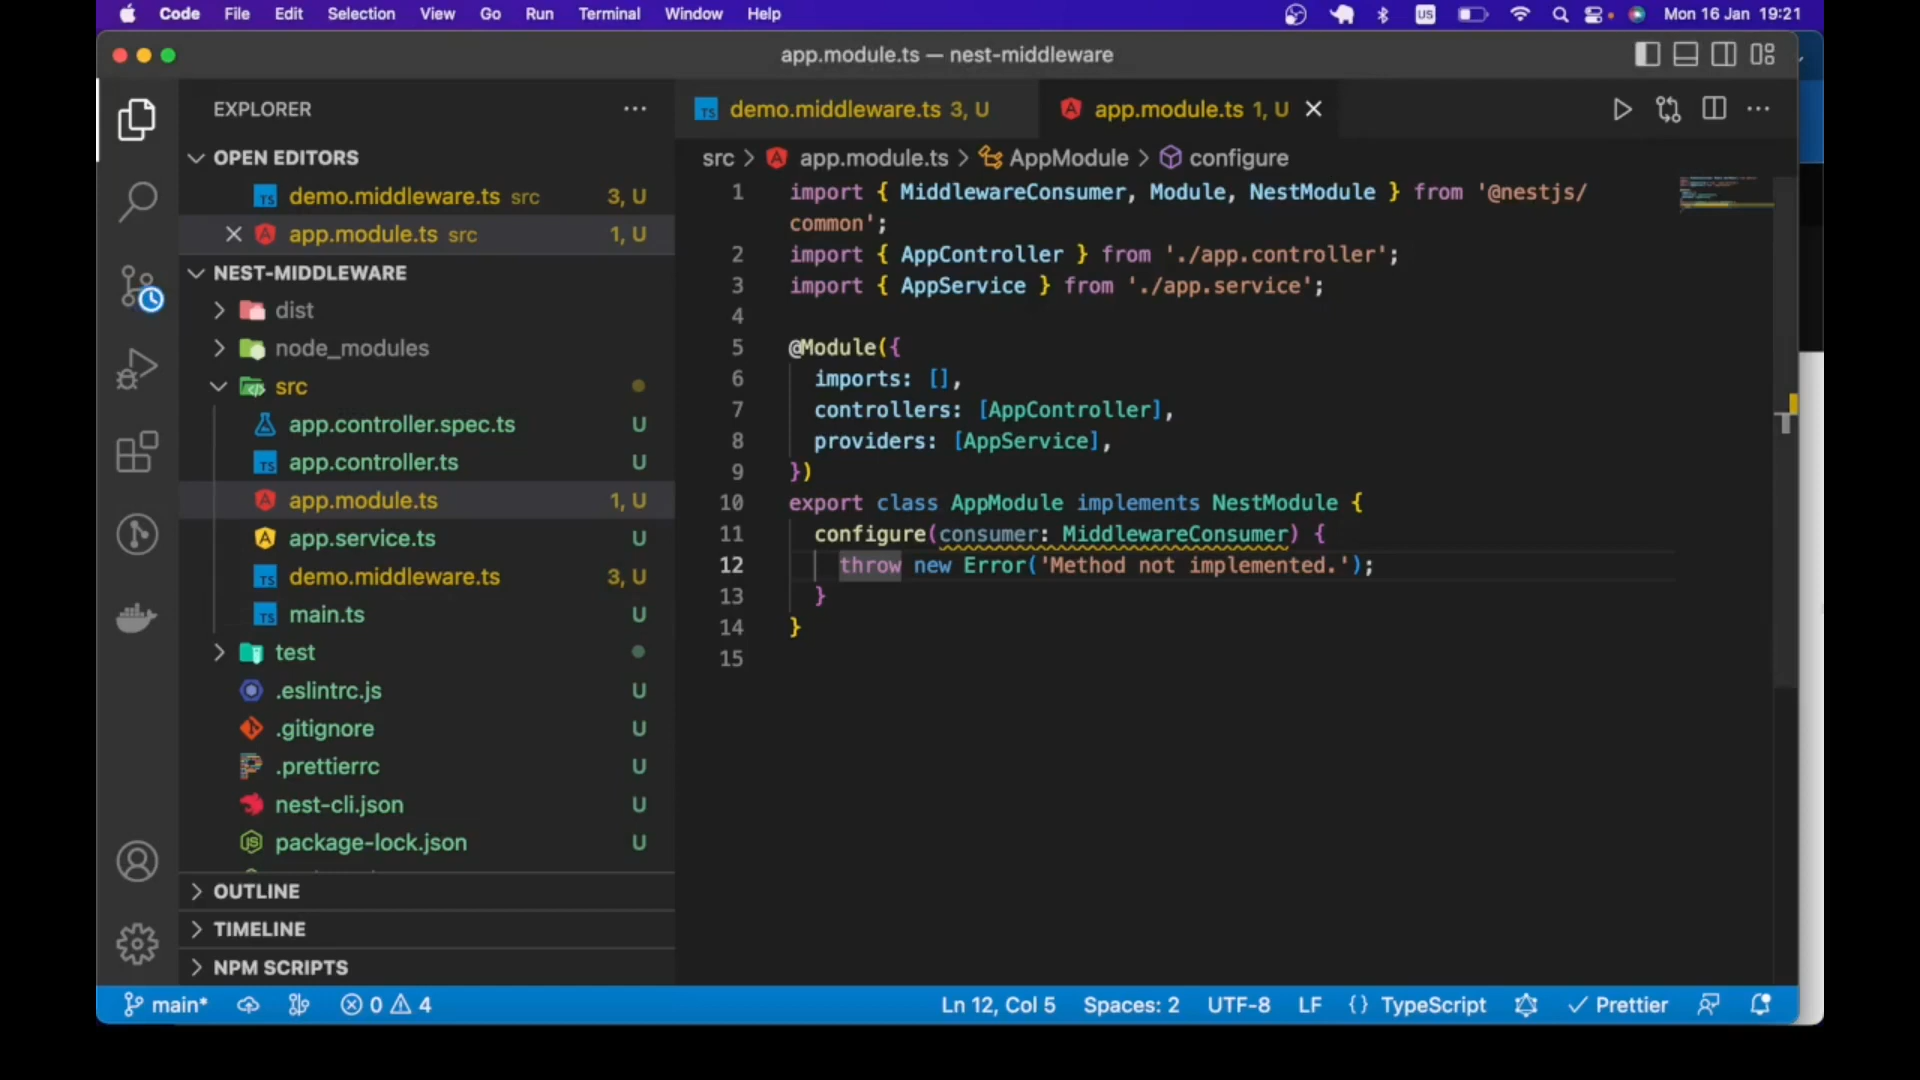 Code File Edit Selection View Go Run Terminal Window Help US Mon 16 Jan 19:21
app.module.ts — nest-middleware
EXPLORER
OPEN EDITORS
TS demo.middleware.ts src 3, U
app.module.ts src 1, U
NEST-MIDDLEWARE
dist
node_modules
src
app.controller.spec.ts U
TS app.controller.ts U
app.module.ts 1, U
app.service.ts U
TS demo.middleware.ts 3, U
TS main.ts U
test
.eslintrc.js U
.gitignore U
.prettierrc U
nest-cli.json U
package-lock.json U
OUTLINE
TIMELINE
NPM SCRIPTS
TS demo.middleware.ts 3, U app.module.ts 1, U
src > app.module.ts > AppModule > configure
1 import { MiddlewareConsumer, Module, NestModule } from '@nestjs/
common';
2 import { AppController } from './app.controller';
3 import { AppService } from './app.service';
4
5 @Module({
6 imports: [],
7 controllers: [AppController],
8 providers: [AppService],
9 })
10 export class AppModule implements NestModule {
11 configure(consumer: MiddlewareConsumer) {
12 throw new Error('Method not implemented.');
13 }
14 }
15
main* 0 4 Ln 12, Col 5 Spaces: 2 UTF-8 LF {} TypeScript Prettier